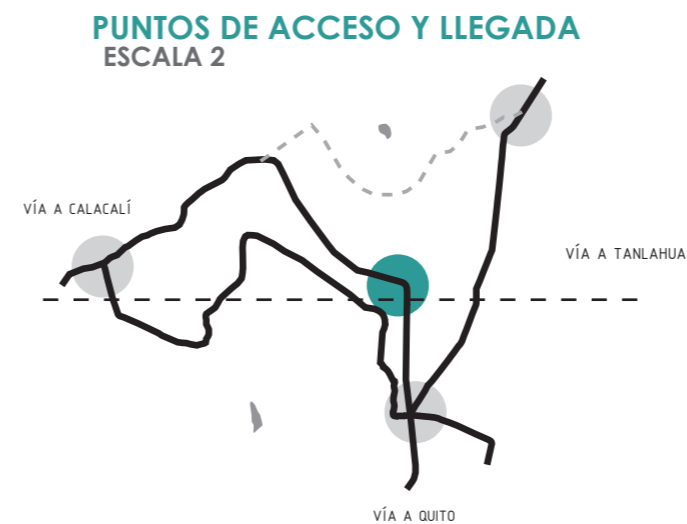 PUNTOS DE ACCESO Y LLEGADA
ESCALA 2
VÍA A CALACALÍ
VÍA A TANLAHUA
VÍA A QUITO